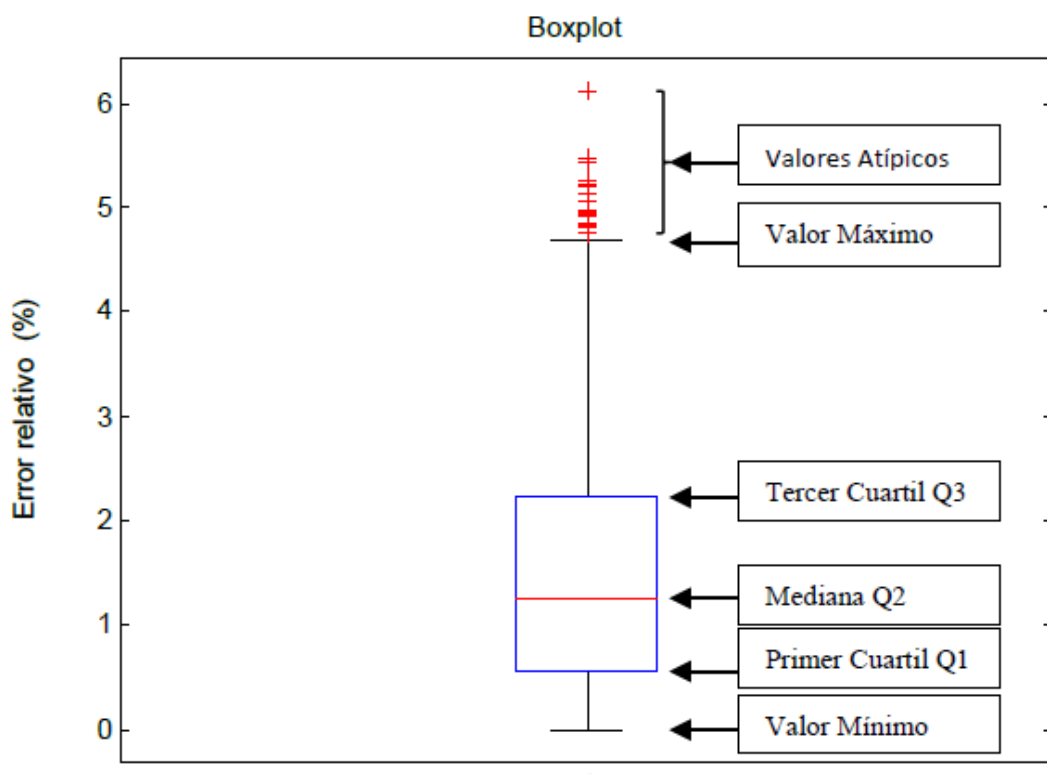 Boxplot
Error relativo (%)
6
5
4
3
2
1
0
Valores Atípicos
Valor Máximo
Tercer Cuartil Q3
Mediana Q2
Primer Cuartil Q1
Valor Mínimo